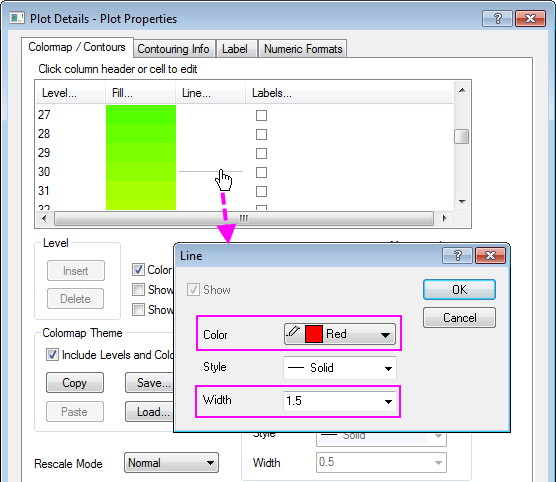 Plot Details - Plot Properties
Colormap / Contours Contouring Info Label Numeric Formats
Click column header or cell to edit
Level... Fill... Line... Labels...
27
28
29
30
31
32
Level
Insert
Delete
Color
Show
Show
Colormap Theme
Include Levels and Colo
Copy Save...
Paste Load...
Rescale Mode Normal
Line
Show
OK
Cancel
Color Red
Style Solid
Width 1.5
Style Solid
Width 0.5